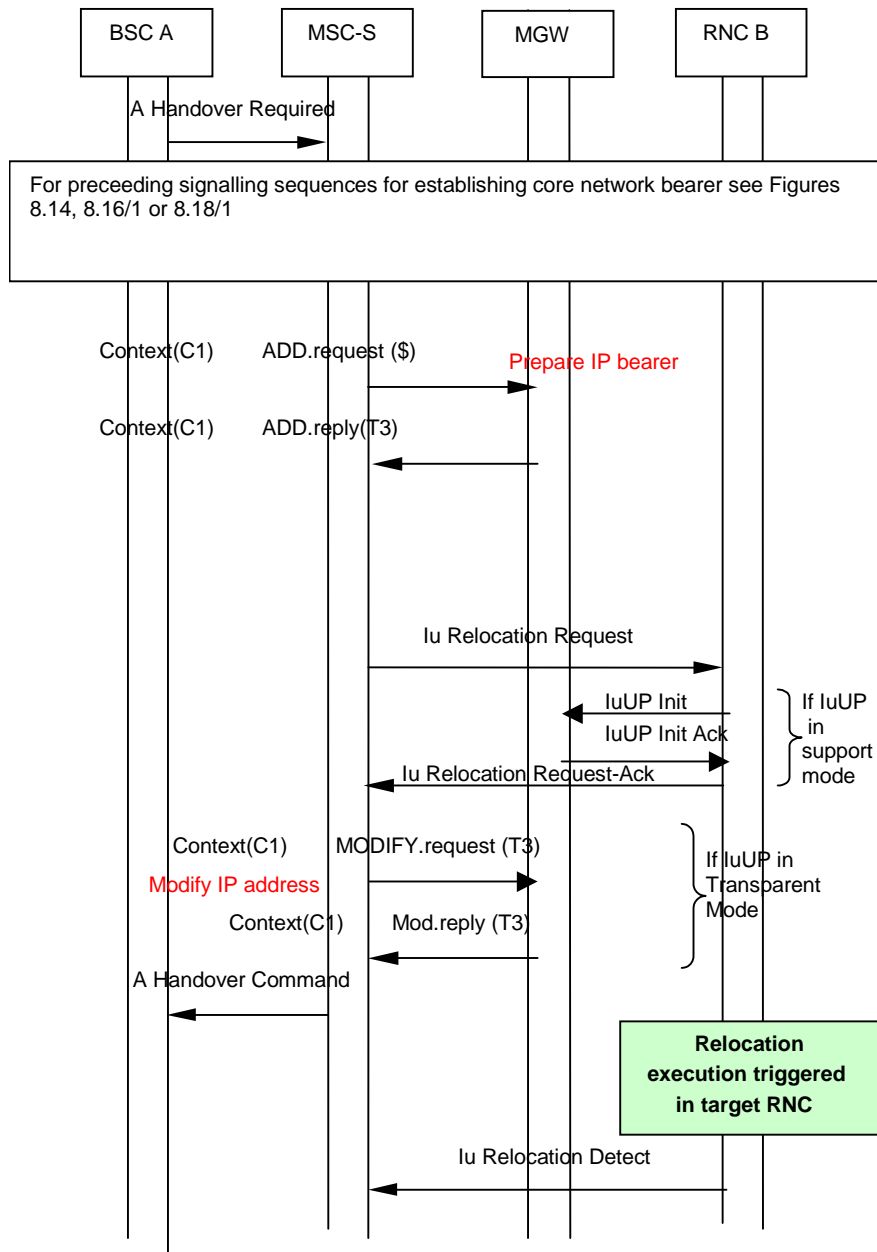 BSC A
MSC-S
MGW
RNC B
A Handover Required
For preceeding signalling sequences for establishing core network bearer see Figures
8.14, 8.16/1 or 8.18/1
Context(C1) ADD.request ($)
Prepare IP bearer
Context(C1) ADD.reply(T3)
Iu Relocation Request
IuUP Init
IuUP Init Ack
If IuUP
in
support
mode
Iu Relocation Request-Ack
Context(C1) MODIFY.request (T3)
Modify IP address
If IuUP in
Transparent
Mode
Context(C1) Mod.reply (T3)
A Handover Command
Relocation
execution triggered
in target RNC
Iu Relocation Detect